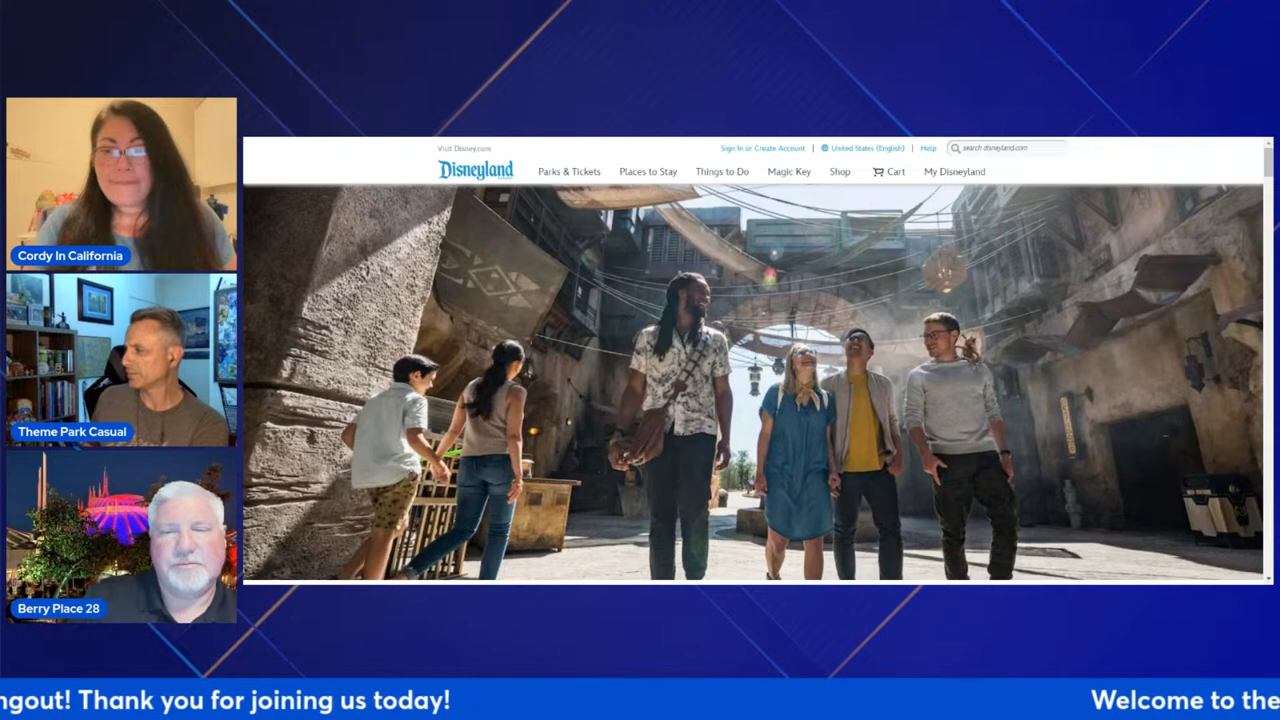 Cordy In California
Theme Park Casual
Berry Place 28
Visit Disney.com
Sign In or Create Account | United States (English) | Help
search disneyland.com
Disneyland
Parks & Tickets Places to Stay Things to Do Magic Key Shop Cart My Disneyland
ngout! Thank you for joining us today! Welcome to the